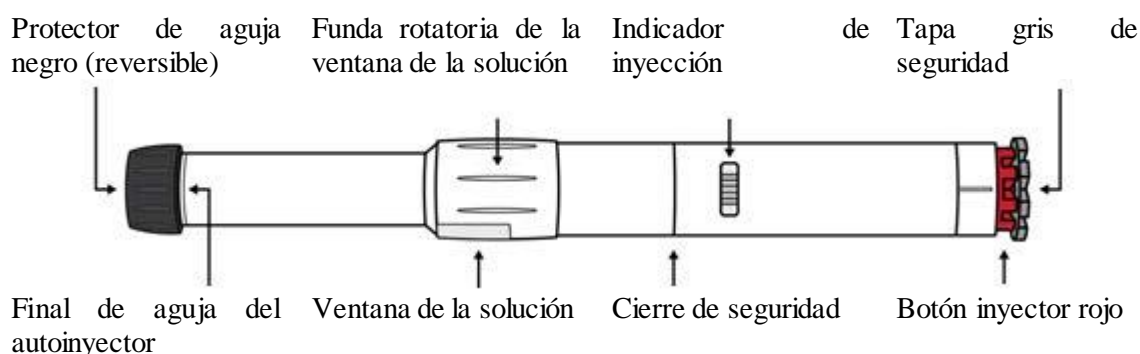 Protector de aguja negro (reversible)
Funda rotatoria de la ventana de la solución
Indicador de inyección
Tapa gris de seguridad
Final de aguja del autoinyector
Ventana de la solución
Cierre de seguridad
Botón inyector rojo